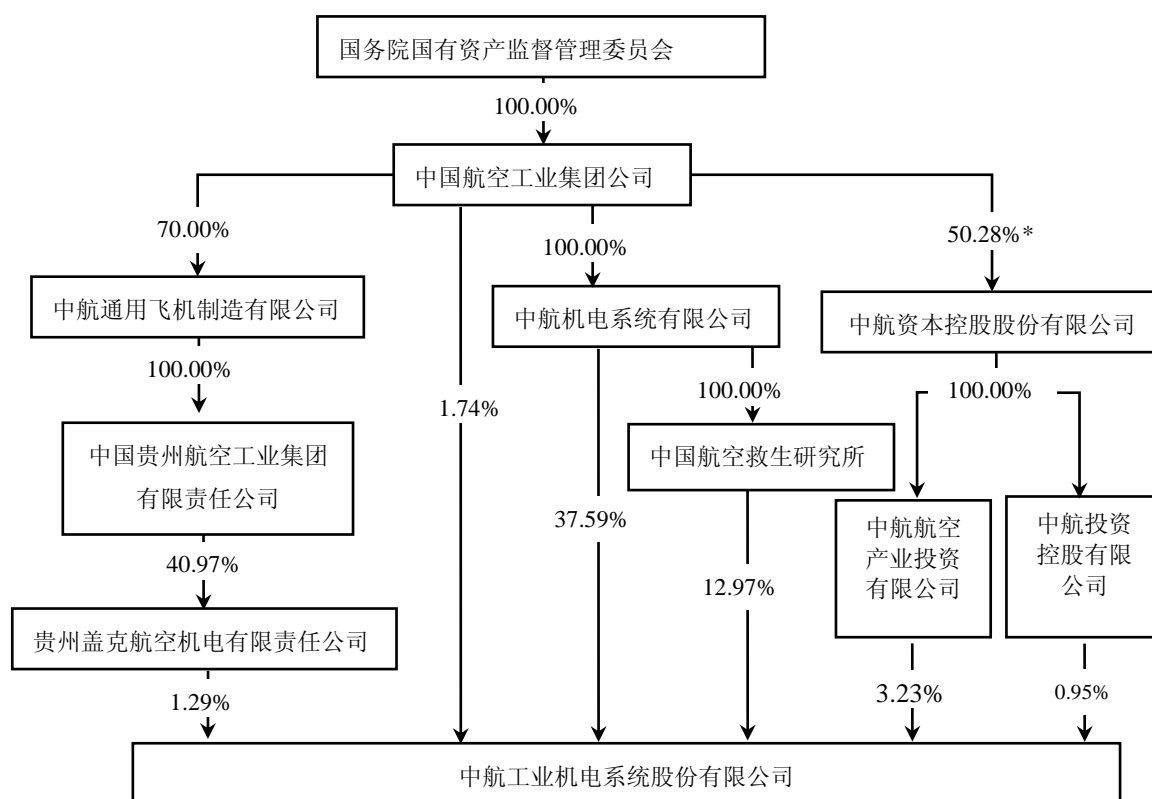 国务院国有资产监督管理委员会
100.00%
中国航空工业集团公司
70.00%
100.00%
50.28%*
中航通用飞机制造有限公司
中航机电系统有限公司
中航资本控股股份有限公司
100.00%
1.74%
100.00%
100.00%
中国贵州航空工业集团
有限责任公司
中国航空救生研究所
37.59%
中航航空
产业投资
有限公司
中航投资
控股有限
公司
40.97%
12.97%
贵州盖克航空机电有限责任公司
1.29%
3.23%
0.95%
中航工业机电系统股份有限公司